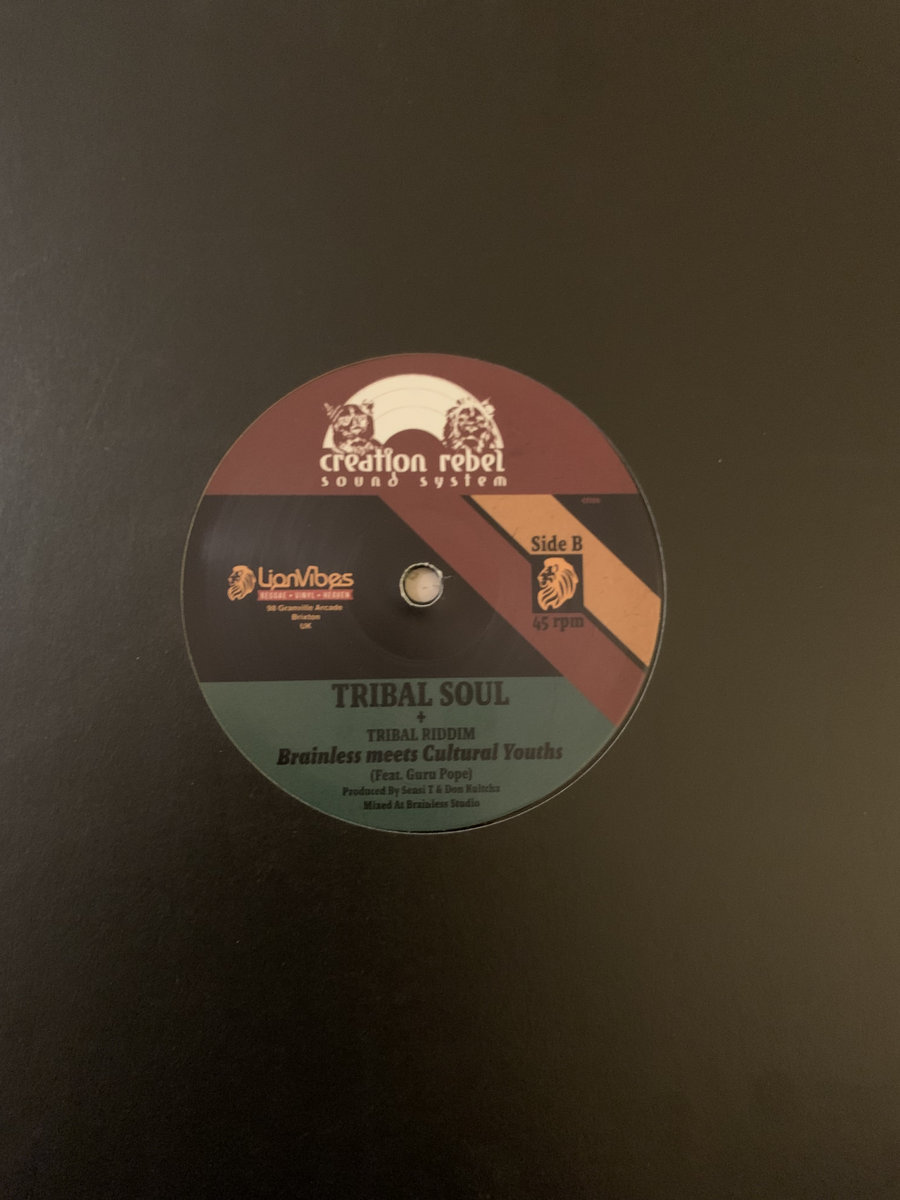 creation rebel
sound system
Side B
45 rpm
LionVibes
REGGAE • VINYL • HEAVEN
98 Granville Arcade
Brixton
UK
TRIBAL SOUL
+
TRIBAL RIDDIM
Brainless meets Cultural Youths
(Feat. Guru Pope)
Produced By Sensi T & Don Kultcha
Mixed At Brainless Studio